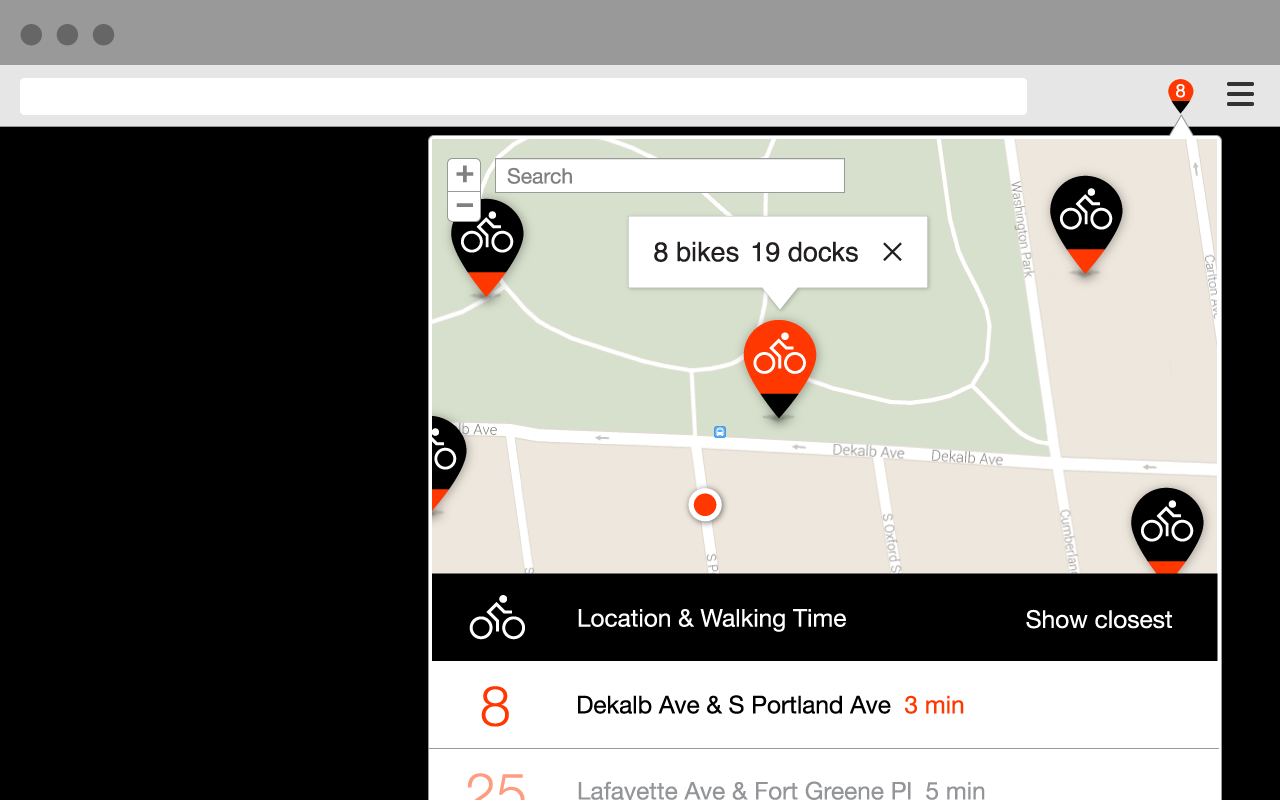 8
+
Search
−
8 bikes 19 docks ×
Washington Park
Carlton Ave
lb Ave
Dekalb Ave
Dekalb Ave
S Oxford S
Cumberland
S P
S
Location & Walking Time
Show closest
8
Dekalb Ave & S Portland Ave 3 min
25
Lafayette Ave & Fort Greene Pl 5 min